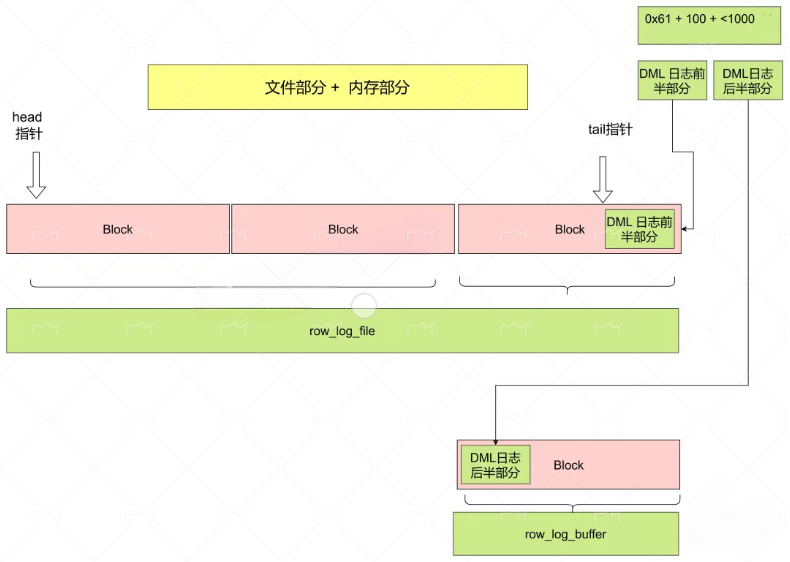 0x61 + 100 + <1000
DML 日志前
半部分
DML日志
后半部分
文件部分 + 内存部分
head
指针
tail指针
Block
Block
Block
DML 日志前
半部分
row_log_file
DML日志
后半部分
Block
row_log_buffer